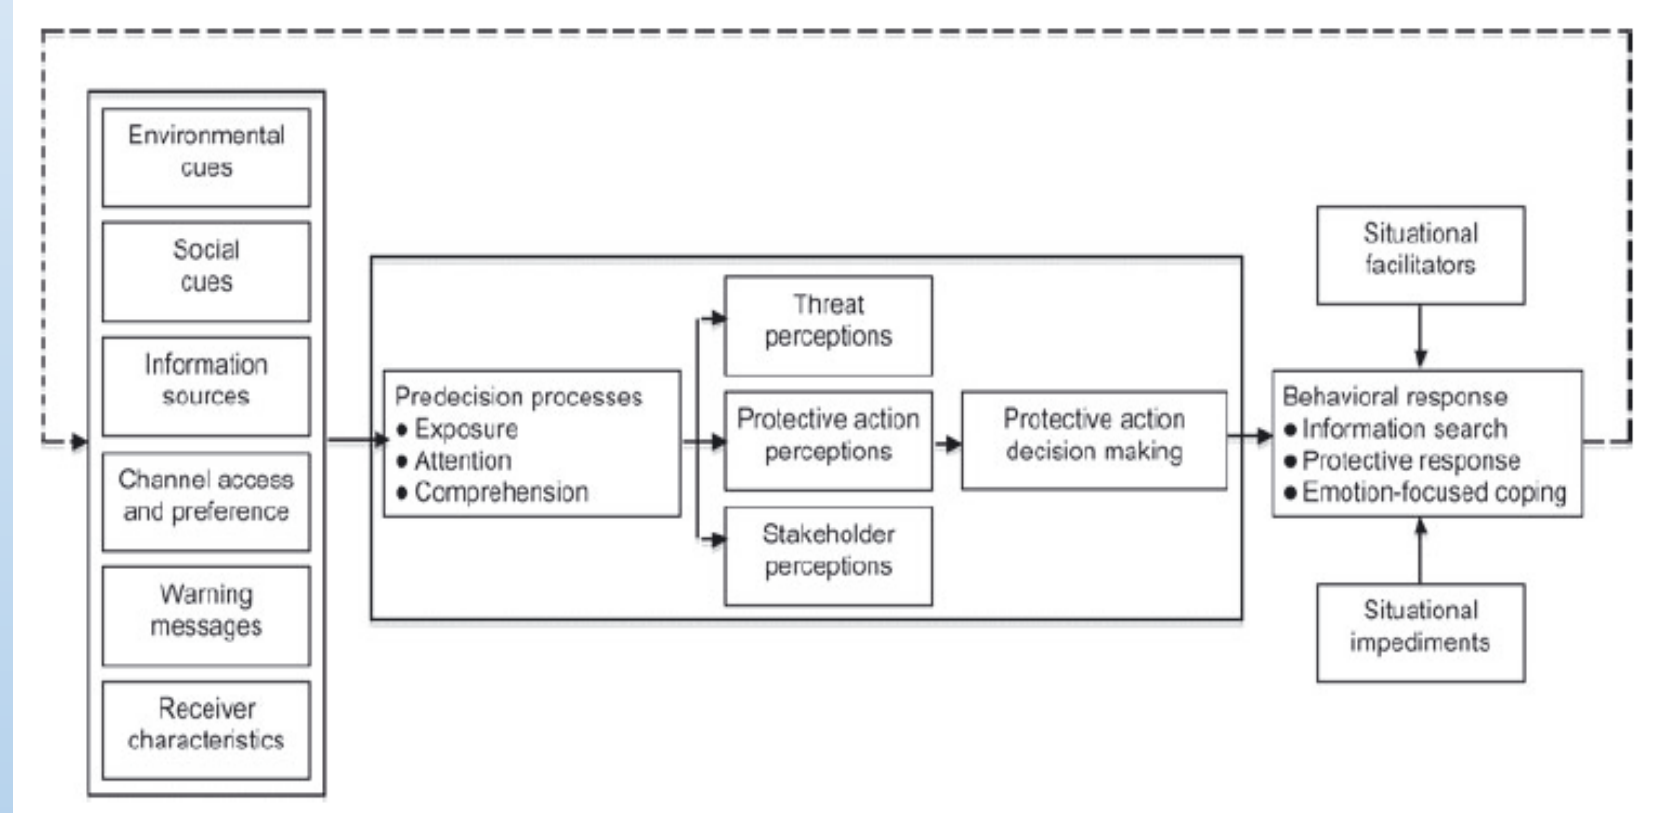 Environmental
cues
Social
cues
Information
sources
Channel access
and preference
Warning
messages
Receiver
characteristics
Predecision processes
● Exposure
● Attention
● Comprehension
Threat
perceptions
Protective action
perceptions
Stakeholder
perceptions
Protective action
decision making
Situational
facilitators
Behavioral response
● Information search
● Protective response
● Emotion-focused coping
Situational
impediments